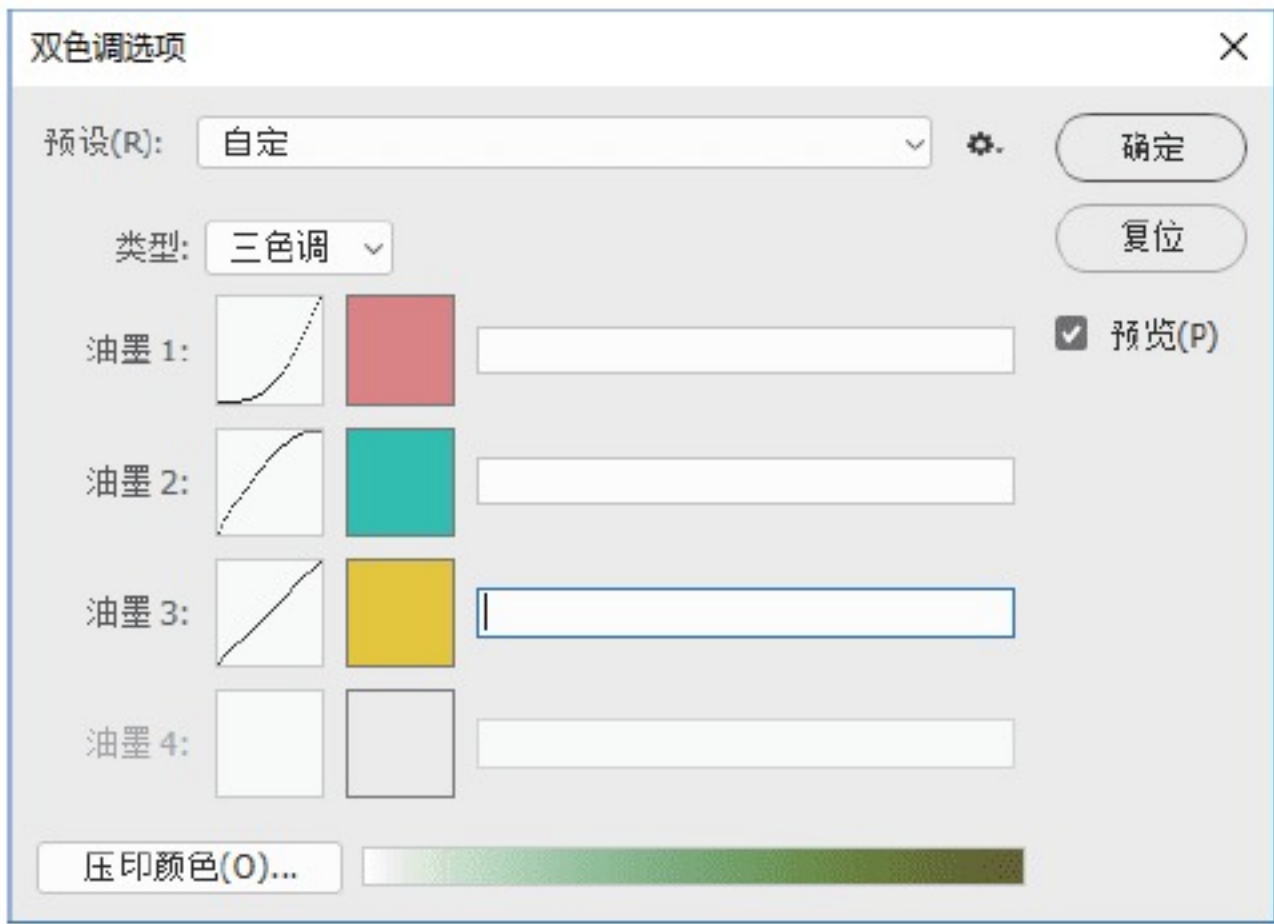 双色调选项
预设(R): 自定
确定
类型: 三色调
复位
油墨 1:
预览(P)
油墨 2:
油墨 3:
油墨 4:
压印颜色(O)...